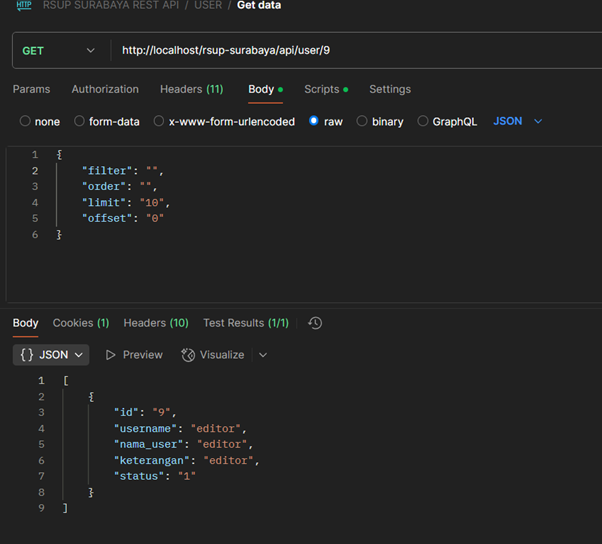 HTTP RSUP SURABAYA REST API / USER / Get data
GET http://localhost/rsup-surabaya/api/user/9
Params Authorization Headers (11) Body Scripts Settings
none form-data x-www-form-urlencoded raw binary GraphQL JSON
1 {
2 "filter": "",
3 "order": "",
4 "limit": "10",
5 "offset": "0"
6 }
Body Cookies (1) Headers (10) Test Results (1/1)
{} JSON Preview Visualize
1 [
2 {
3 "id": "9",
4 "username": "editor",
5 "nama_user": "editor",
6 "keterangan": "editor",
7 "status": "1"
8 }
9 ]